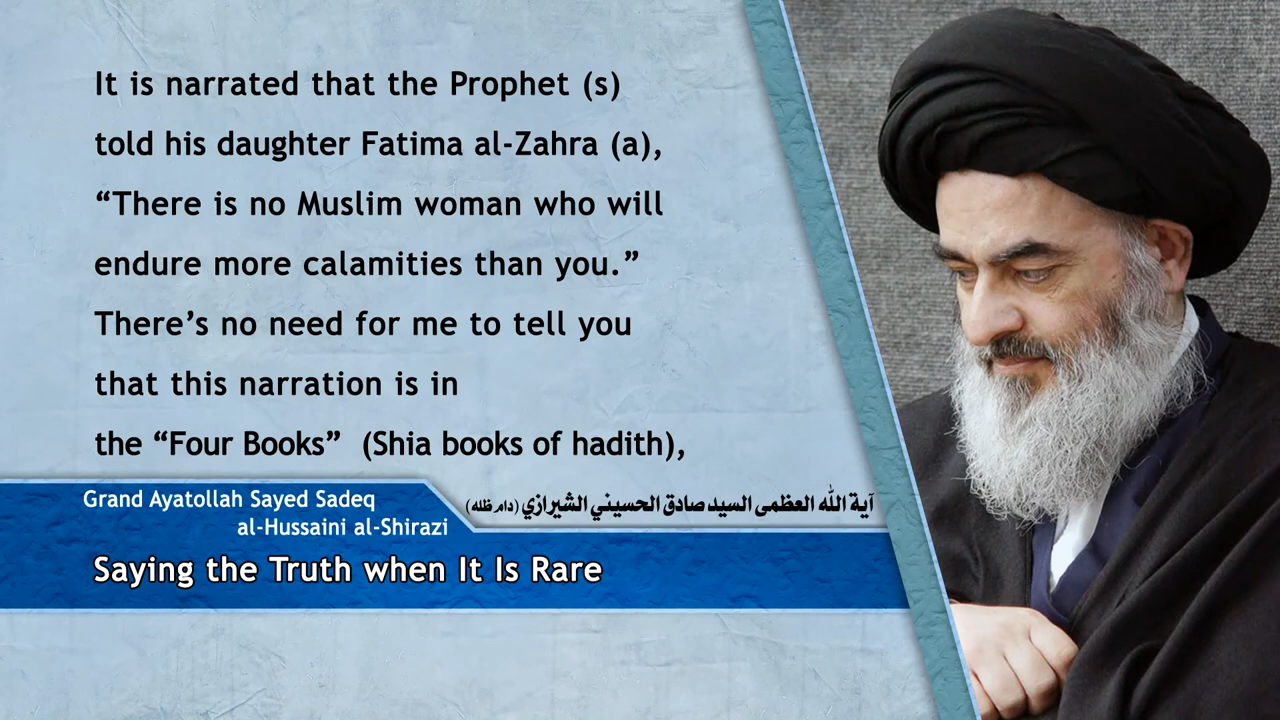 It is narrated that the Prophet (s)
told his daughter Fatima al-Zahra (a),
“There is no Muslim woman who will
endure more calamities than you.”
There’s no need for me to tell you
that this narration is in
the “Four Books” (Shia books of hadith),
Grand Ayatollah Sayed Sadeq
al-Hussaini al-Shirazi
آية الله العظمى السيد صادق الحسيني الشيرازي (دام ظله)
Saying the Truth when It Is Rare